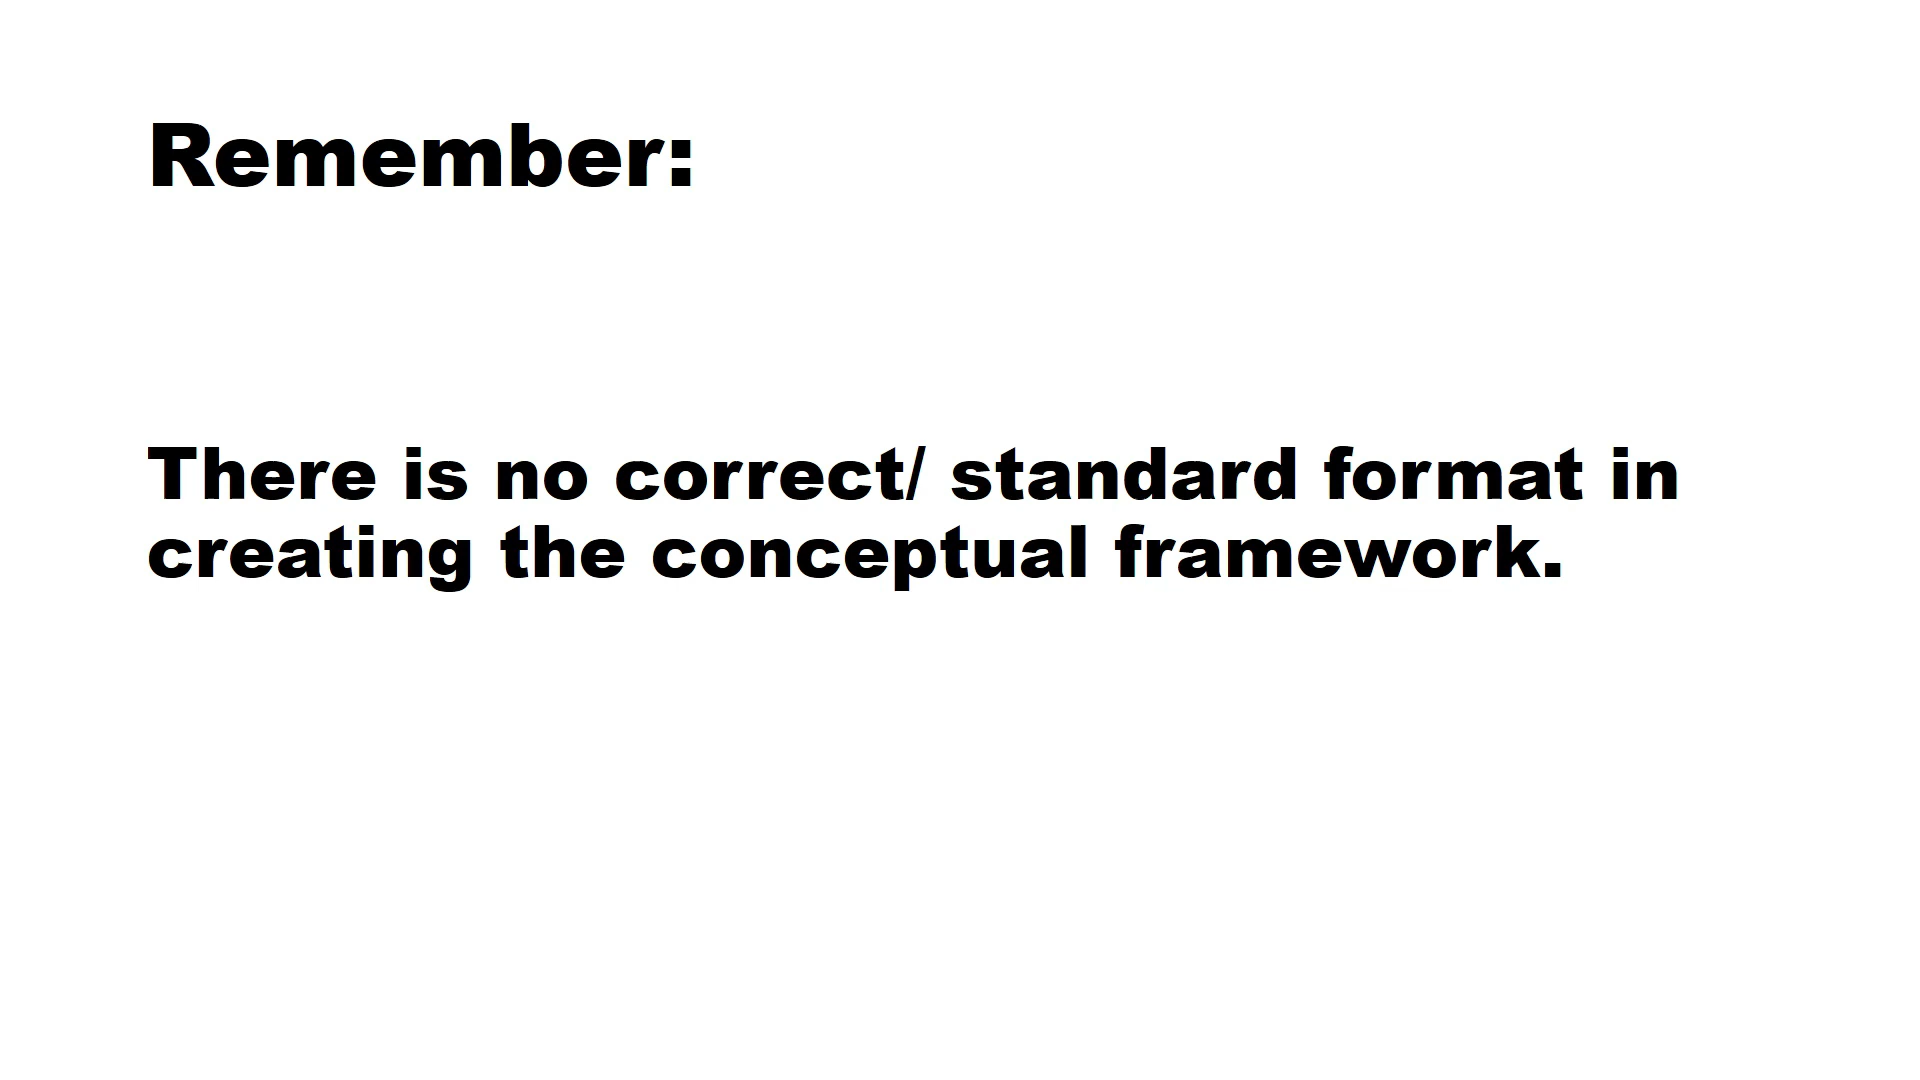 Remember:
There is no correct/ standard format in
creating the conceptual framework.